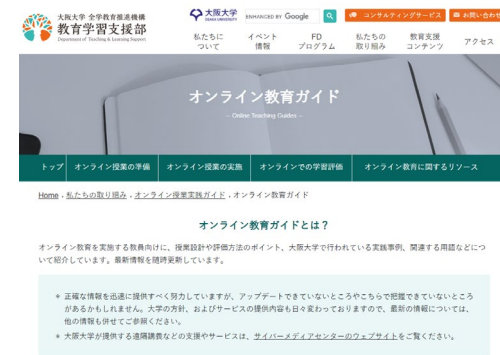 大阪大学 全学教育推進機構
教育学習支援部
Department of Teaching & Learning Support
大阪大学
OSAKA UNIVERSITY
ENHANCED BY Google
コンサルティングサービス
お問い合わせ
私たちに
ついて
イベント
情報
FD
プログラム
私たちの
取り組み
教育支援
コンテンツ
アクセス
オンライン教育ガイド
– Online Teaching Guides –
トップ
オンライン授業の準備
オンライン授業の実施
オンラインでの学習評価
オンライン教育に関するリソース
Home › 私たちの取り組み › オンライン授業実践ガイド › オンライン教育ガイド
オンライン教育ガイドとは？
オンライン教育を実施する教員向けに、授業設計や評価方法のポイント、大阪大学で行われている実践事例、関連する用語などにつ
いて紹介しています。最新情報を随時更新しています。
正確な情報を迅速に提供すべく努力していますが、アップデートできていないところやこちらで把握できていないところ
があるかもしれません。大学の方針、およびサービスの提供内容も日々変わっておりますので、最新の情報については、
他の情報も併せてご参照ください。
大阪大学が提供する遠隔講義などの支援やサービスは、サイバーメディアセンターのウェブサイトをご覧ください。